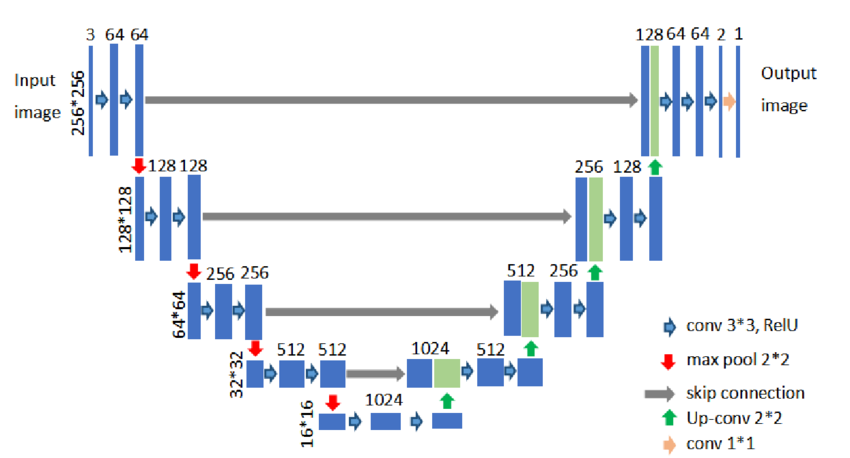 3 64 64
128 64 64 2 1
Input
image
256*256
Output
image
128 128
128*128
256 128
256 256
64*64
512 256
512 512
32*32
1024 512
1024
16*16
conv 3*3, RelU
max pool 2*2
skip connection
Up-conv 2*2
conv 1*1